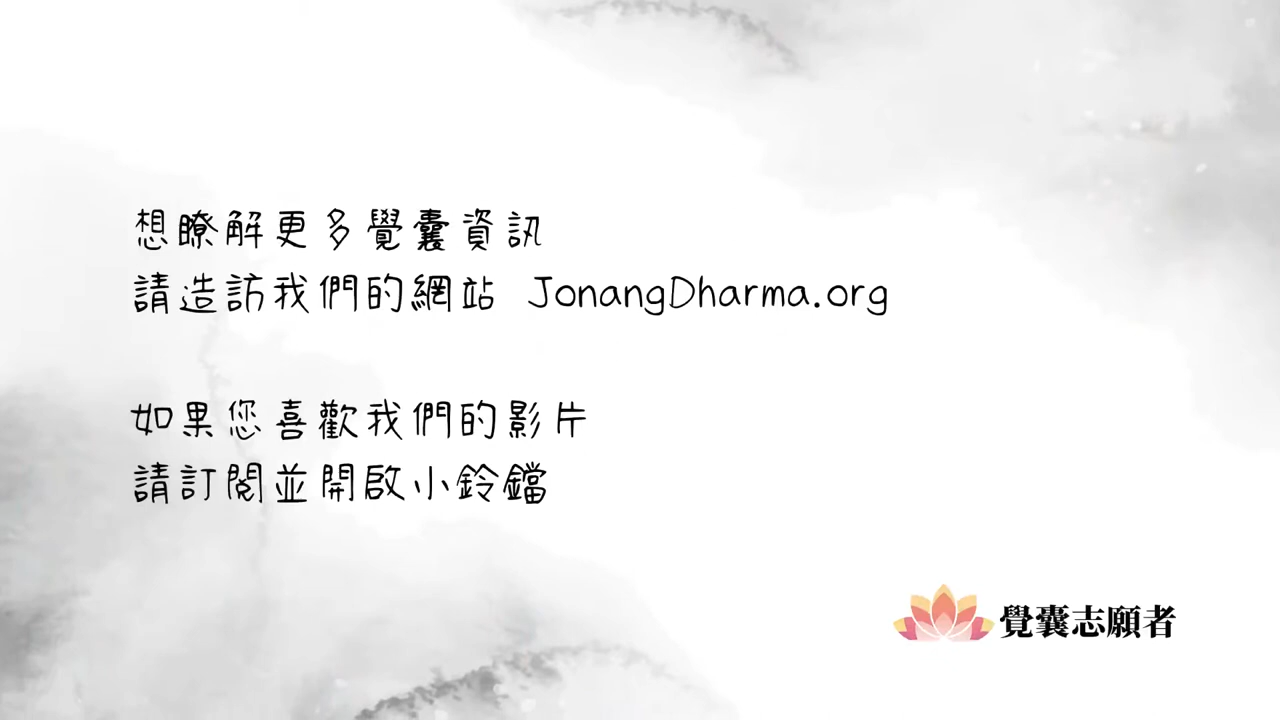 想瞭解更多覺囊資訊
請造訪我們的網站 JonangDharma.org
如果您喜歡我們的影片
請訂閱並開啟小鈴鐺
覺囊志願者